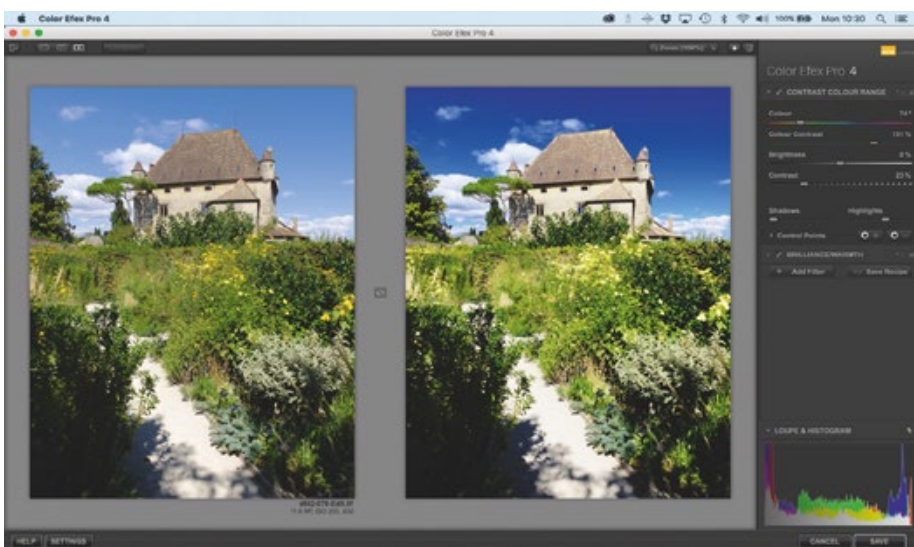 Color Efex Pro 4
100%
Mon 10:30
Color Efex Pro 4
Color Efex Pro 4
CONTRAST COLOUR RANGE
Colour
74°
Colour Contrast
Brightness
Contrast
Shadows
Highlights
Control Points
BRILLIANCE/WARMTH
+ Add Filter
Save Recipe
LOUPE & HISTOGRAM
HELP
SETTINGS
CANCEL
SAVE